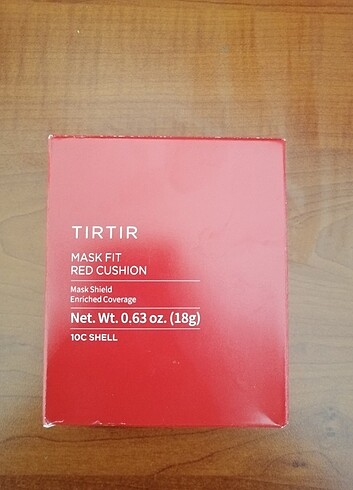 TIRTIR
MASK FIT
RED CUSHION
Mask Shield
Enriched Coverage
Net. Wt. 0.63 oz. (18g)
10C SHELL